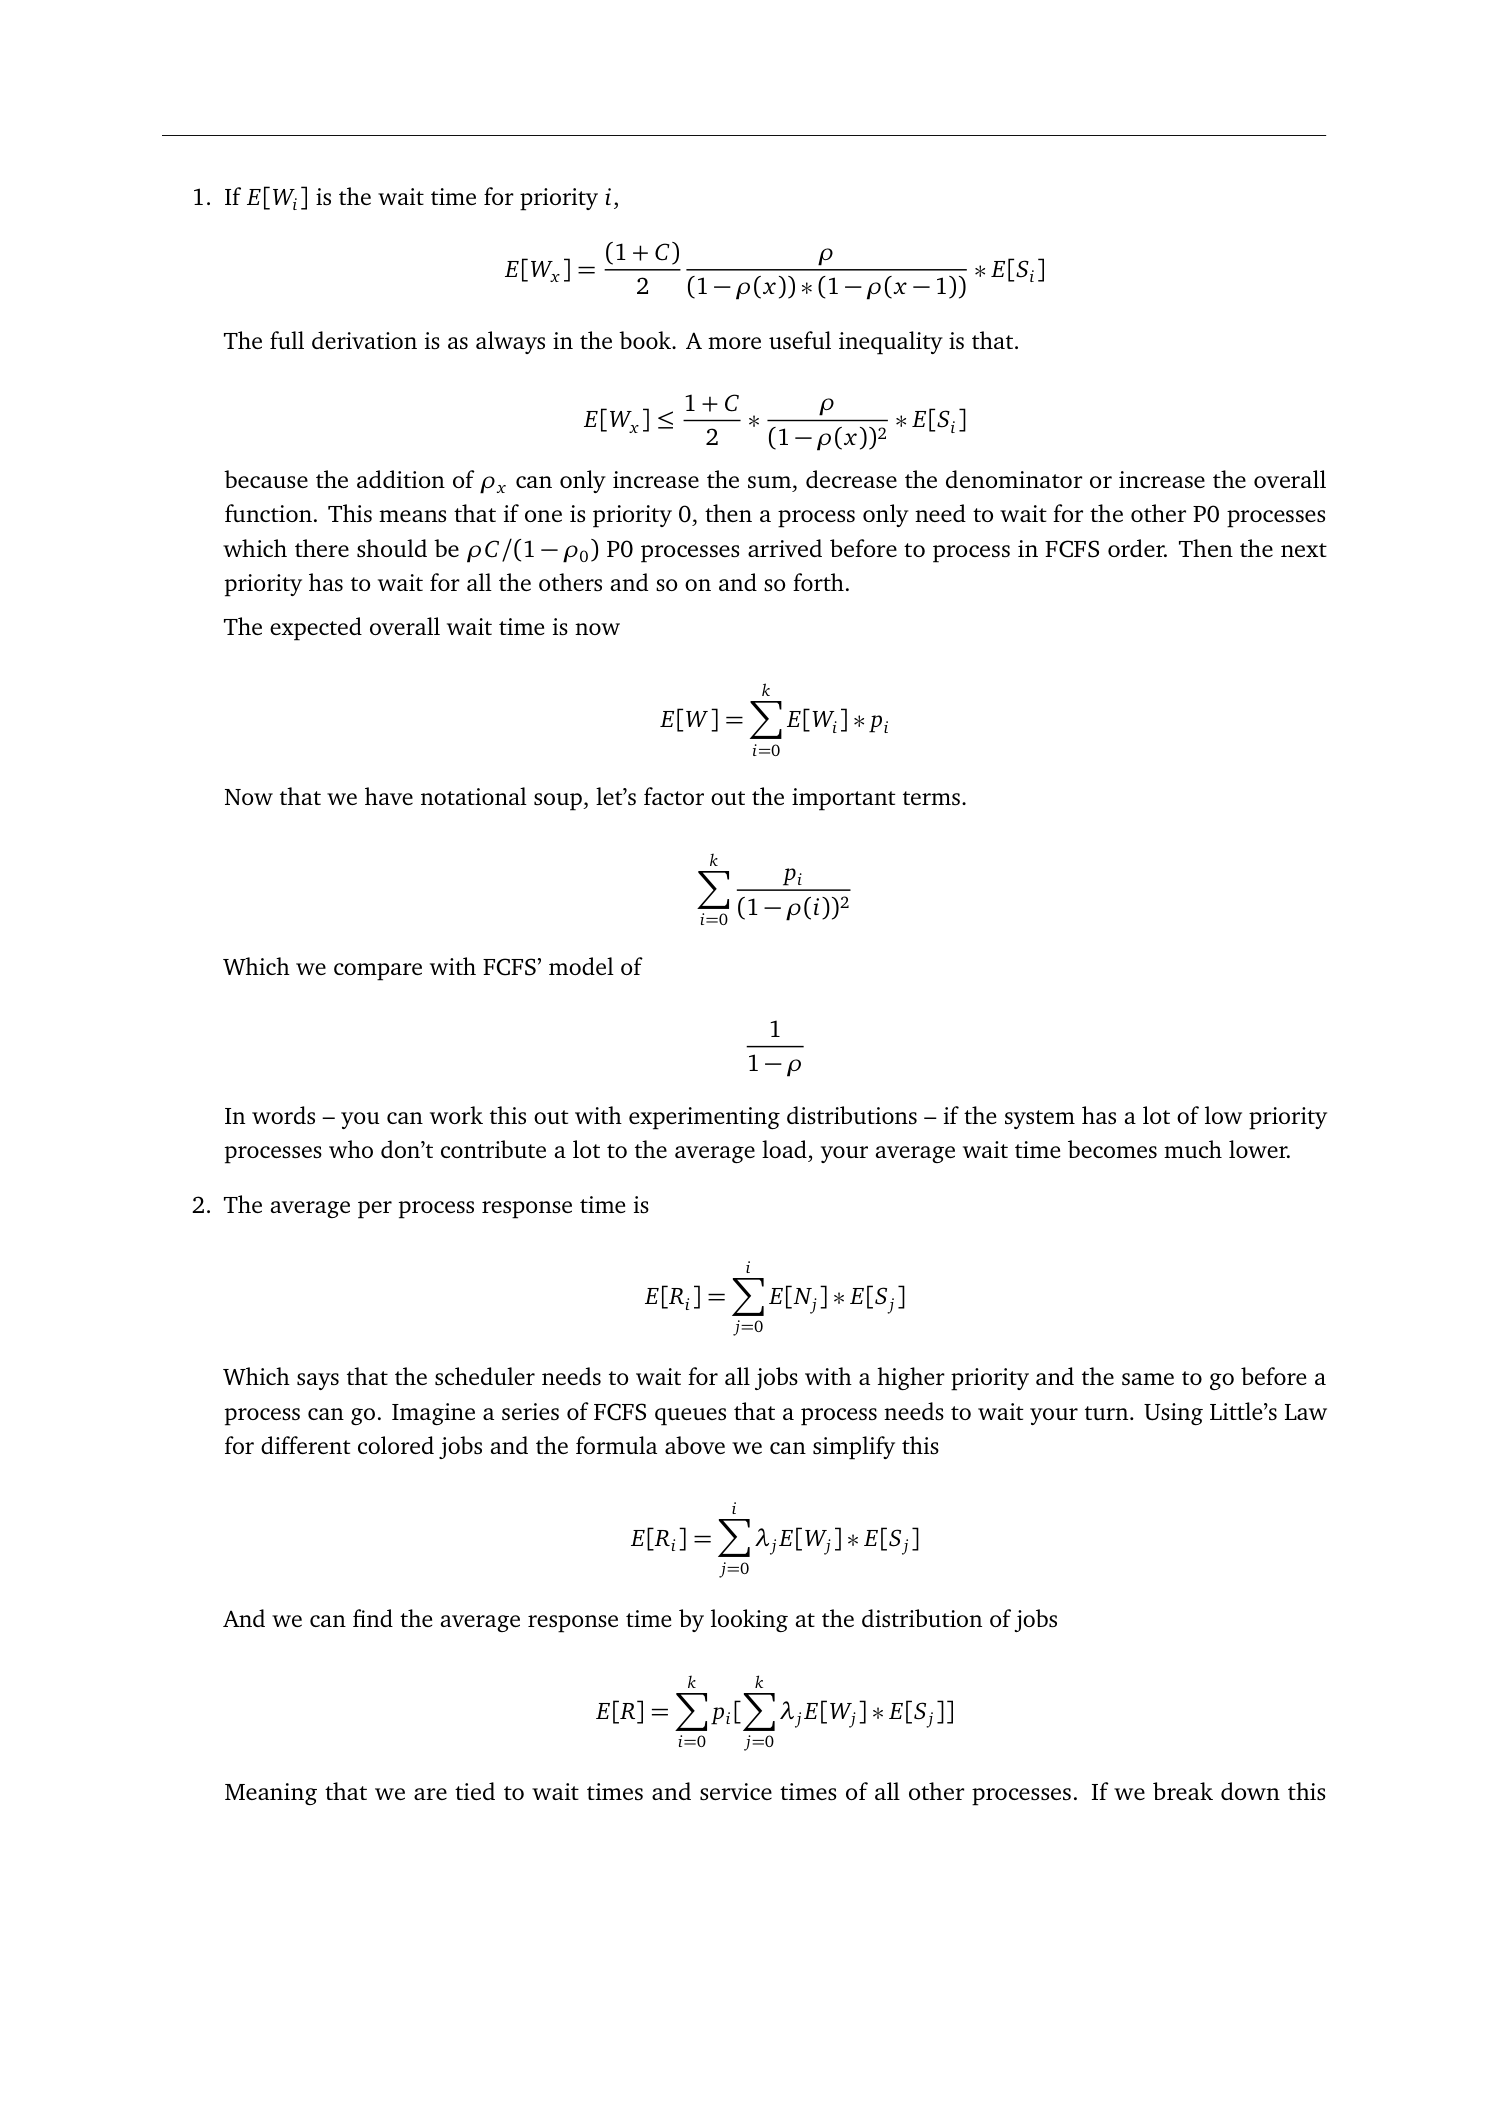 1. If E[W_i] is the wait time for priority i,
E[W_x] = \frac{(1+C)}{2} \frac{ρ}{(1−ρ(x))∗(1−ρ(x−1))} ∗ E[S_i]
The full derivation is as always in the book. A more useful inequality is that.
E[W_x] ≤ \frac{1+C}{2} ∗ \frac{ρ}{(1−ρ(x))^2} ∗ E[S_i]
because the addition of ρ_x can only increase the sum, decrease the denominator or increase the overall
function. This means that if one is priority 0, then a process only need to wait for the other P0 processes
which there should be ρC/(1−ρ_0) P0 processes arrived before to process in FCFS order. Then the next
priority has to wait for all the others and so on and so forth.
The expected overall wait time is now
E[W] = \sum_{i=0}^{k} E[W_i] ∗ p_i
Now that we have notational soup, let’s factor out the important terms.
\sum_{i=0}^{k} \frac{p_i}{(1−ρ(i))^2}
Which we compare with FCFS’ model of
\frac{1}{1−ρ}
In words – you can work this out with experimenting distributions – if the system has a lot of low priority
processes who don’t contribute a lot to the average load, your average wait time becomes much lower.
2. The average per process response time is
E[R_i] = \sum_{j=0}^{i} E[N_j] ∗ E[S_j]
Which says that the scheduler needs to wait for all jobs with a higher priority and the same to go before a
process can go. Imagine a series of FCFS queues that a process needs to wait your turn. Using Little’s Law
for different colored jobs and the formula above we can simplify this
E[R_i] = \sum_{j=0}^{i} λ_j E[W_j] ∗ E[S_j]
And we can find the average response time by looking at the distribution of jobs
E[R] = \sum_{i=0}^{k} p_i [\sum_{j=0}^{k} λ_j E[W_j] ∗ E[S_j]]
Meaning that we are tied to wait times and service times of all other processes. If we break down this